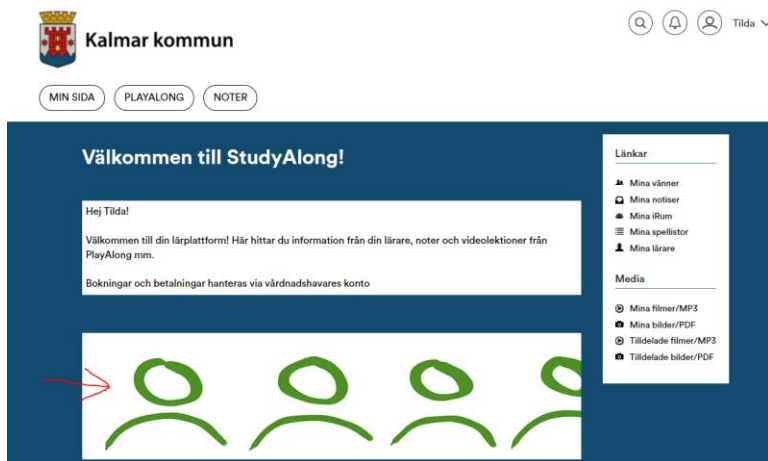 Kalmar kommun
Tilda
MIN SIDA
PLAYALONG
NOTER
Välkommen till StudyAlong!
Hej Tilda!
Välkommen till din lärplattform! Här hittar du information från din lärare, noter och videolektioner från
PlayAlong mm.
Bokningar och betalningar hanteras via vårdnadshavares konto
Länkar
Mina vänner
Mina notiser
Mina iRum
Mina spellistor
Mina lärare
Media
Mina filmer/MP3
Mina bilder/PDF
Tilldelade filmer/MP3
Tilldelade bilder/PDF